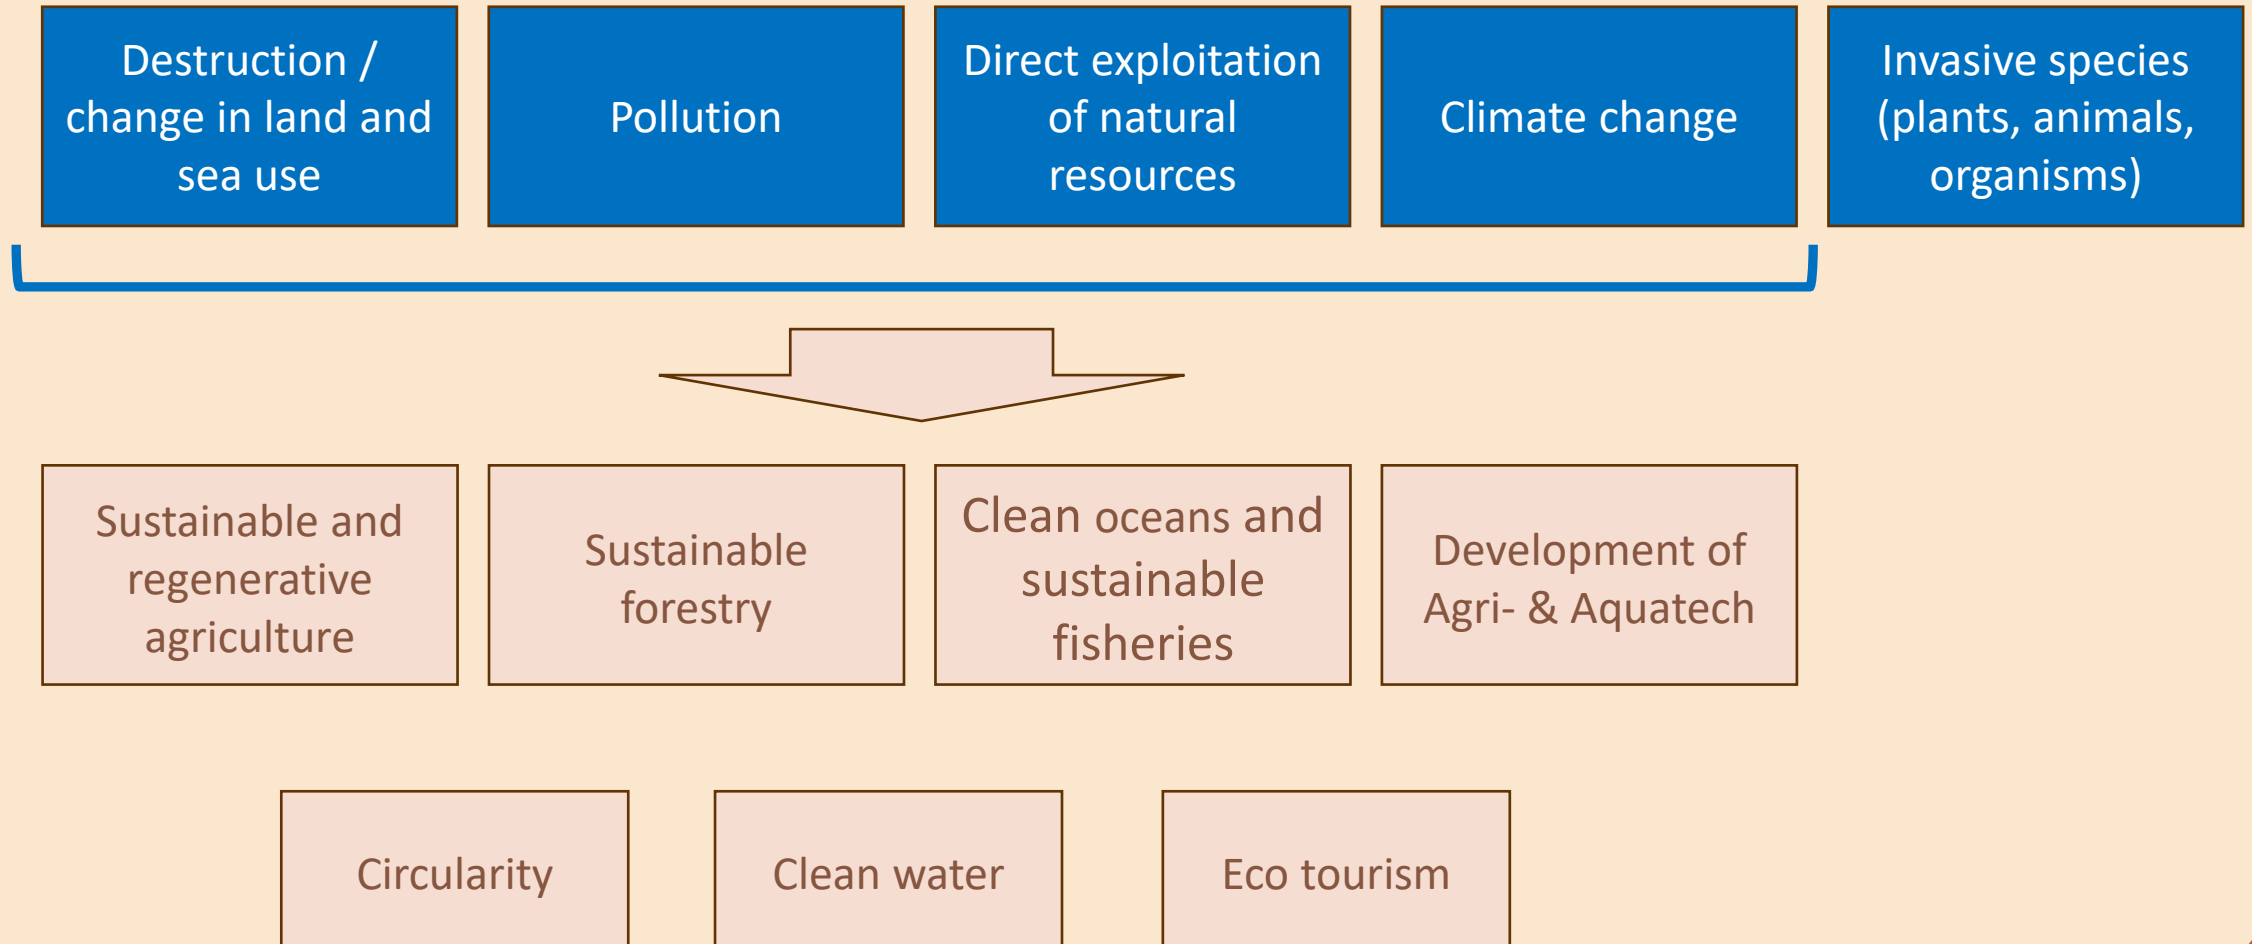 Destruction /
change in land and
sea use
Pollution
Direct exploitation
of natural
resources
Climate change
Invasive species
(plants, animals,
organisms)
Sustainable and
regenerative
agriculture
Sustainable
forestry
Clean oceans and
sustainable
fisheries
Development of
Agri- & Aquatech
Circularity
Clean water
Eco tourism